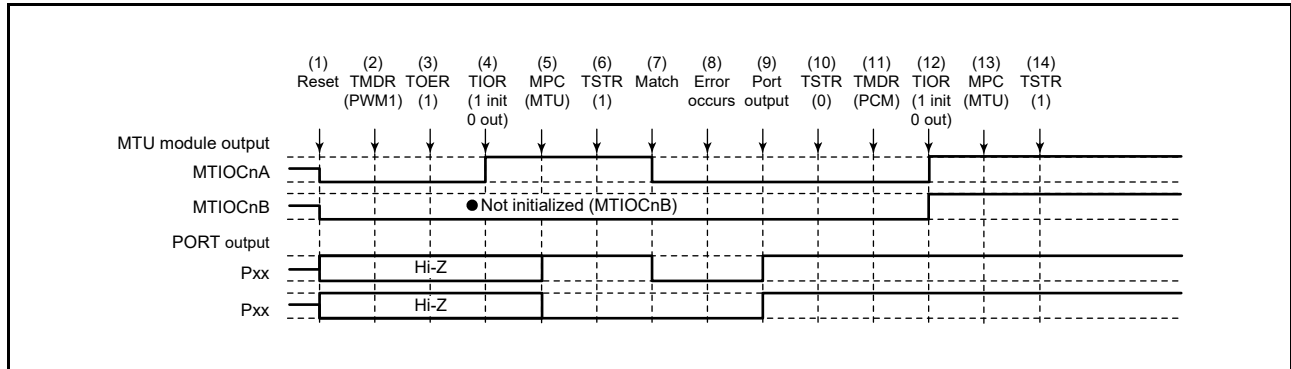 (1) (2) (3) (4) (5) (6) (7) (8) (9) (10) (11) (12) (13) (14)
Reset TMDR TOER TIOR MPC TSTR Match Error Port TSTR TMDR TIOR MPC TSTR
(PWM1) (1) (1 init (MTU) (1) occurs output (0) (PCM) (1 init (MTU) (1)
0 out) 0 out)
MTU module output
MTIOCnA
MTIOCnB ● Not initialized (MTIOCnB)
PORT output
Pxx Hi-Z
Pxx Hi-Z